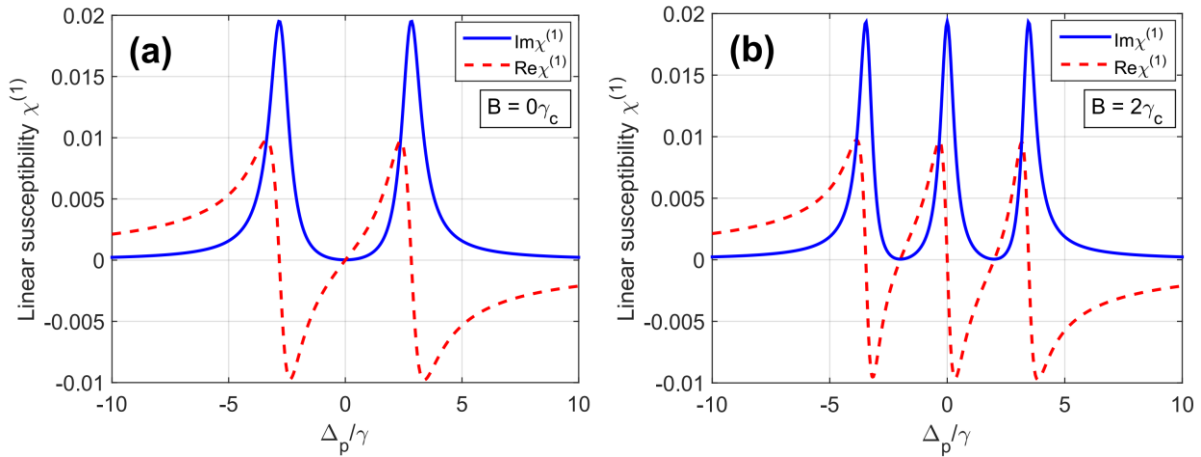 (a)
Linear susceptibility χ(1)
0.02
0.015
0.01
0.005
0
-0.005
-0.01
Imχ(1)
Reχ(1)
B = 0γc
-10
-5
0
5
10
Δp/γ
(b)
Linear susceptibility χ(1)
0.02
0.015
0.01
0.005
0
-0.005
-0.01
Imχ(1)
Reχ(1)
B = 2γc
-10
-5
0
5
10
Δp/γ